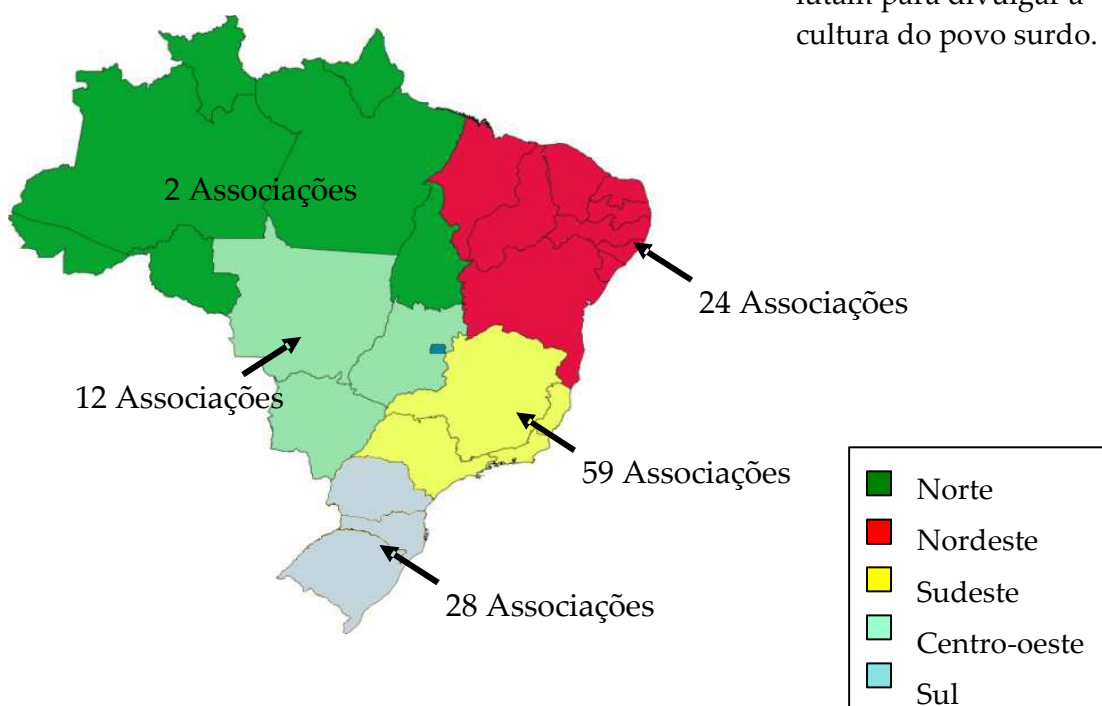 cultura do povo surdo.
2 Associações
24 Associações
12 Associações
59 Associações
28 Associações
Norte
Nordeste
Sudeste
Centro-oeste
Sul